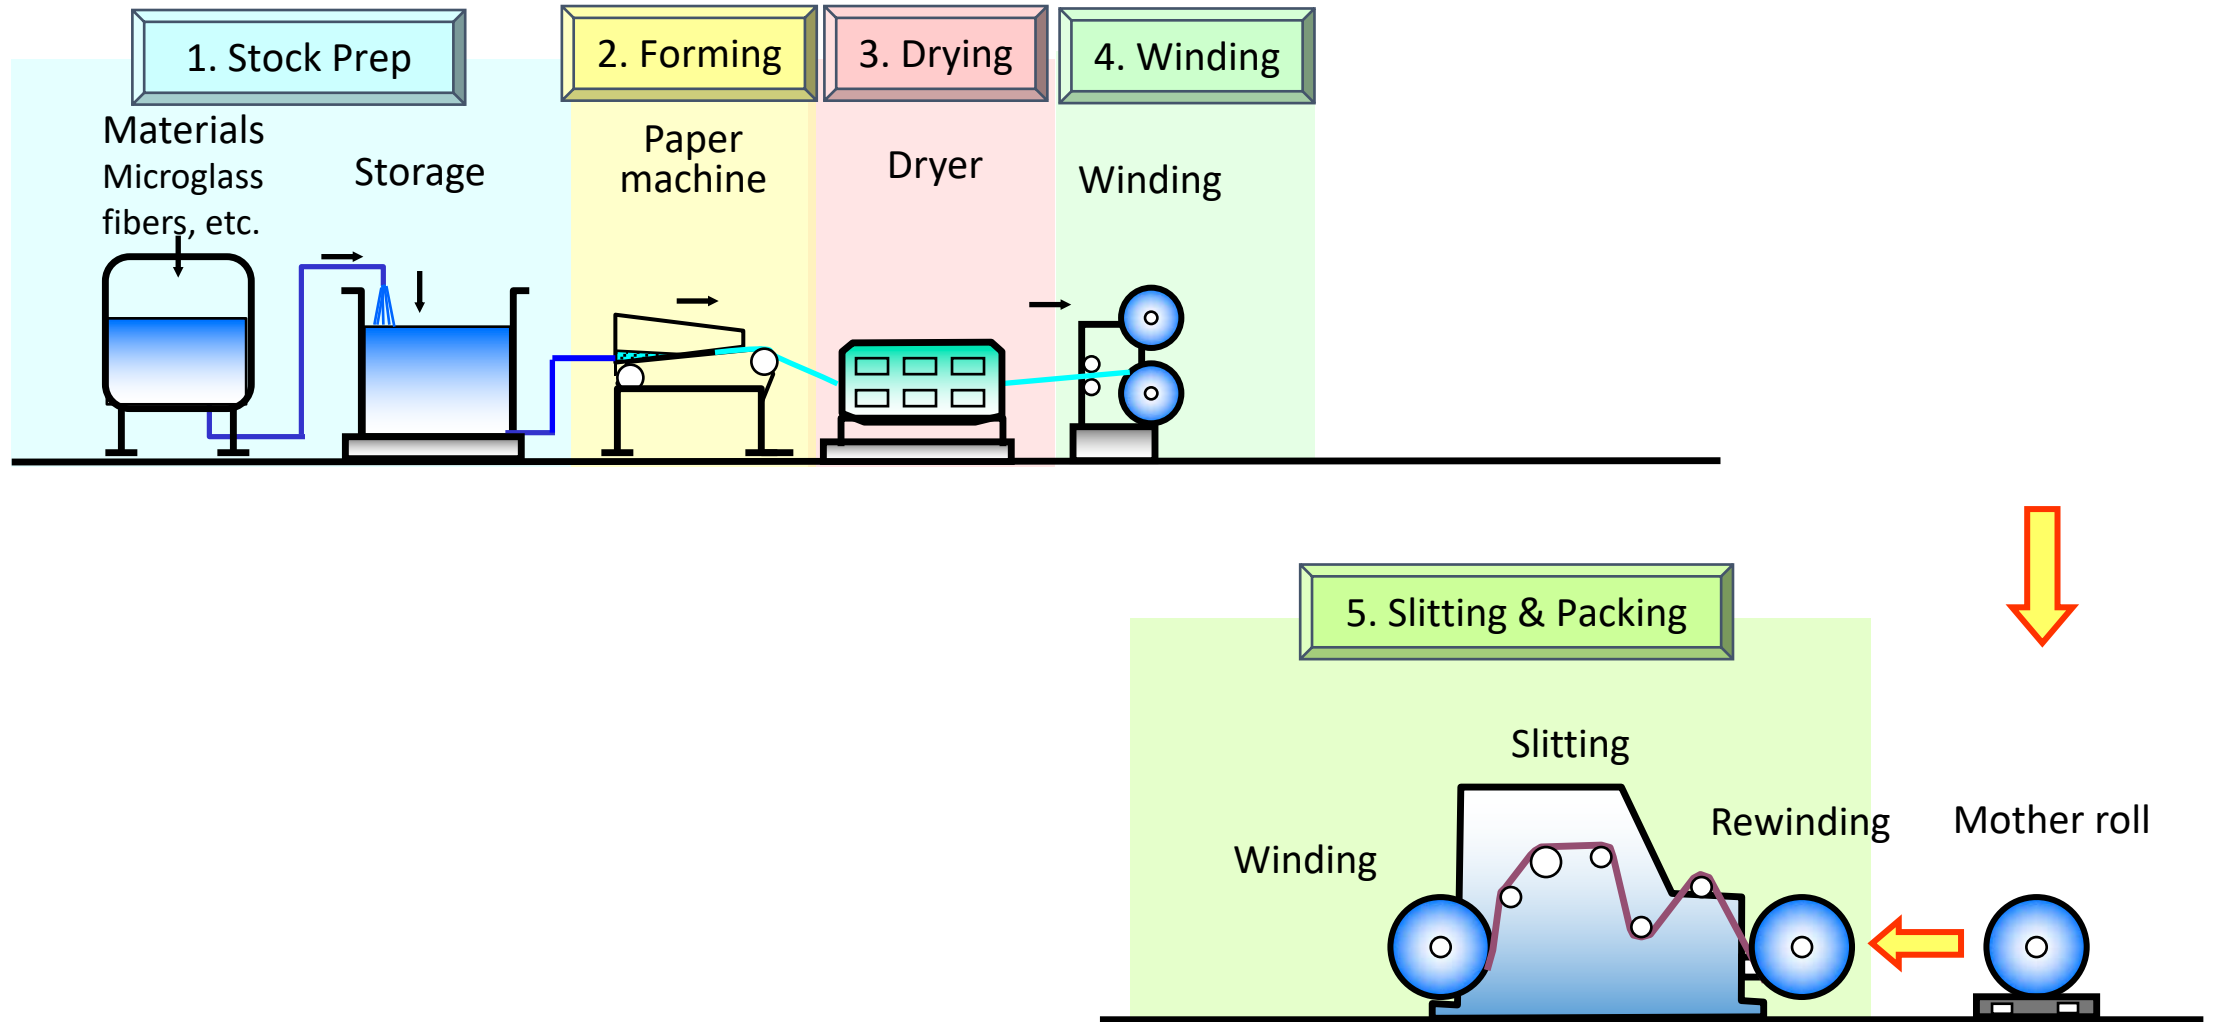 1. Stock Prep
2. Forming
3. Drying
4. Winding
Materials
Microglass
fibers, etc.
Storage
Paper
machine
Dryer
Winding
5. Slitting & Packing
Slitting
Rewinding
Mother roll
Winding